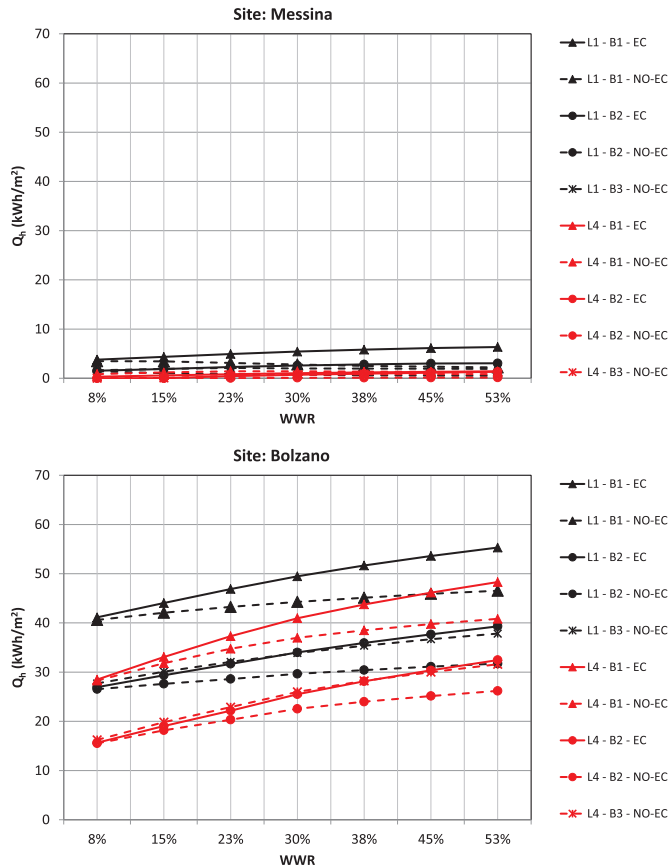 Site: Messina
70
60
50
40
30
20
10
0
Qh (kWh/m²)
8% 15% 23% 30% 38% 45% 53%
WWR
L1 - B1 - EC
L1 - B1 - NO-EC
L1 - B2 - EC
L1 - B2 - NO-EC
L1 - B3 - NO-EC
L4 - B1 - EC
L4 - B1 - NO-EC
L4 - B2 - EC
L4 - B2 - NO-EC
L4 - B3 - NO-EC
Site: Bolzano
70
60
50
40
30
20
10
0
Qh (kWh/m²)
8% 15% 23% 30% 38% 45% 53%
WWR
L1 - B1 - EC
L1 - B1 - NO-EC
L1 - B2 - EC
L1 - B2 - NO-EC
L1 - B3 - NO-EC
L4 - B1 - EC
L4 - B1 - NO-EC
L4 - B2 - EC
L4 - B2 - NO-EC
L4 - B3 - NO-EC